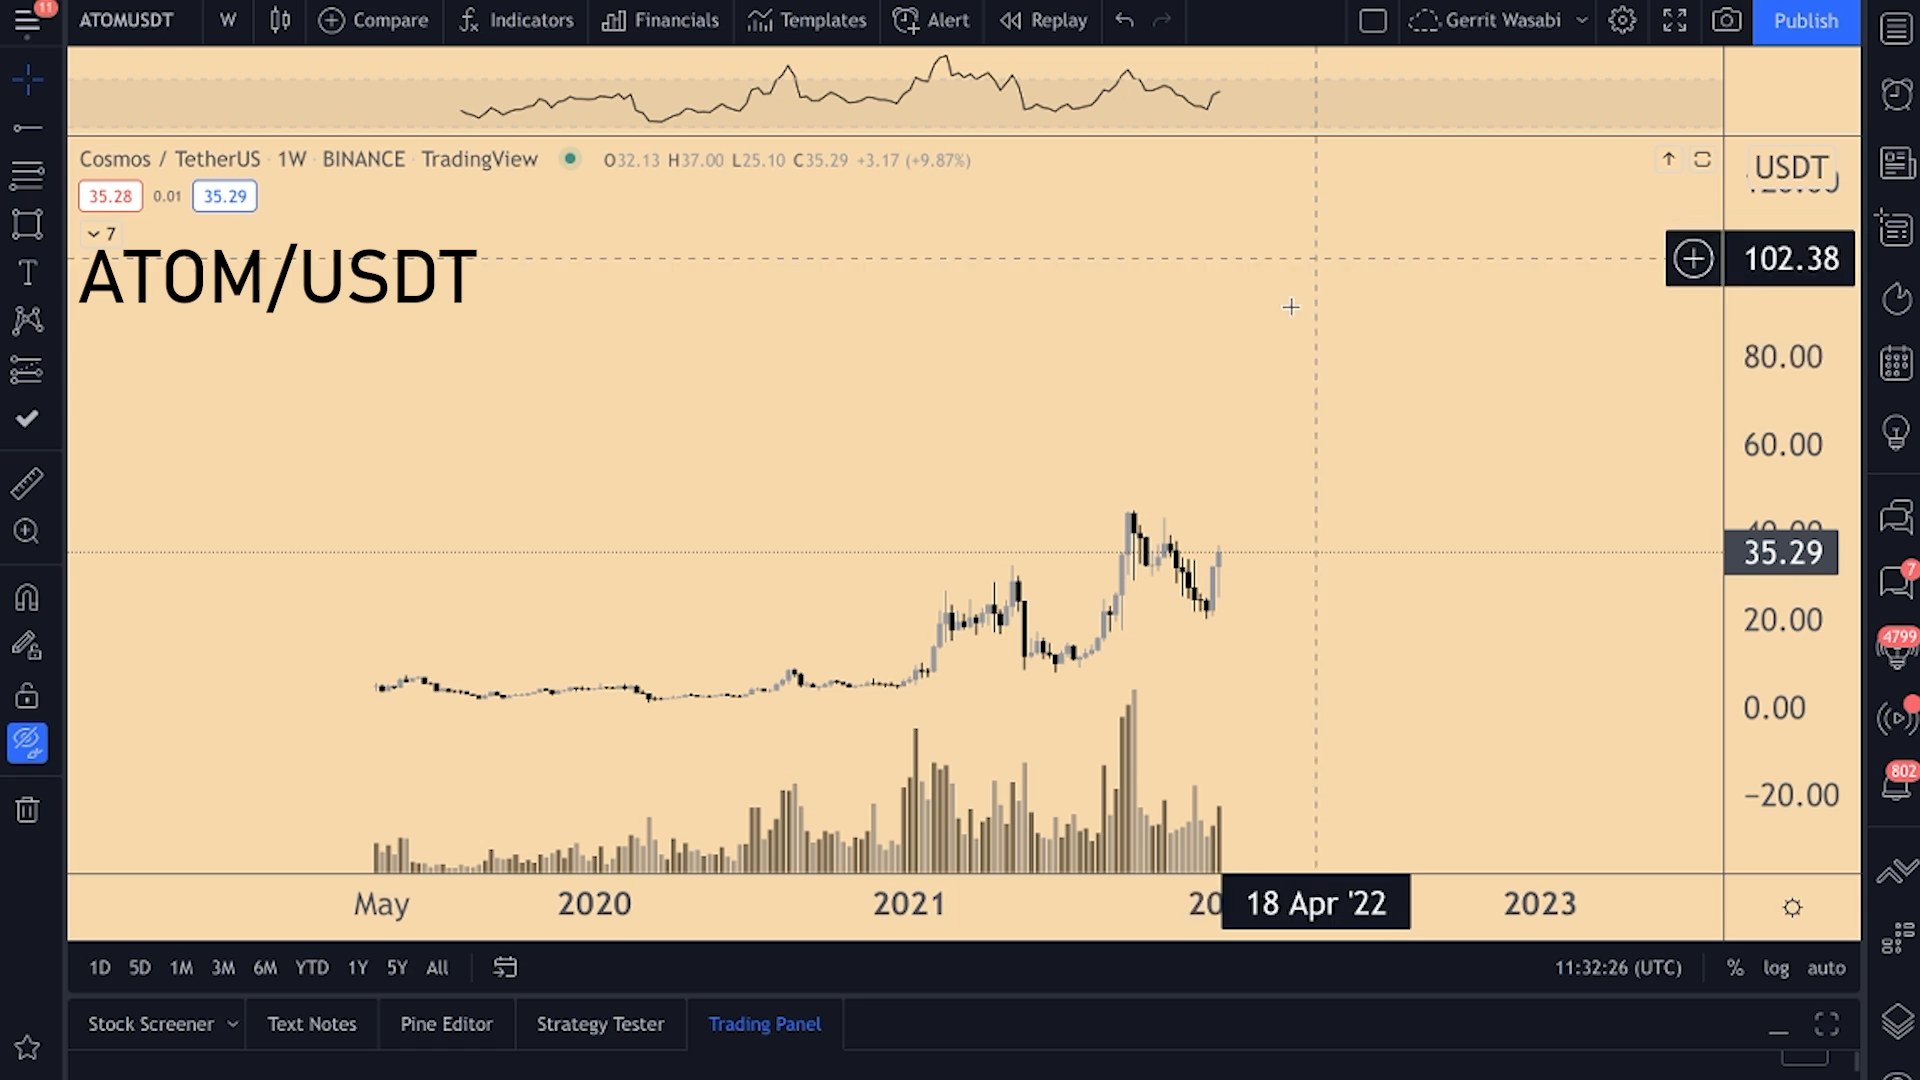 11
ATOMUSDT W Compare Indicators Financials Templates Alert Replay Gerrit Wasabi Publish
Cosmos / TetherUS · 1W · BINANCE · TradingView O32.13 H37.00 L25.10 C35.29 +3.17 (+9.87%)
USDT
35.28 0.01 35.29
7
ATOM/USDT
102.38
80.00
60.00
40.00
35.29
7
20.00
4799
0.00
802
−20.00
May 2020 2021 20 18 Apr '22 2023
1D 5D 1M 3M 6M YTD 1Y 5Y All 11:32:26 (UTC) % log auto
Stock Screener Text Notes Pine Editor Strategy Tester Trading Panel